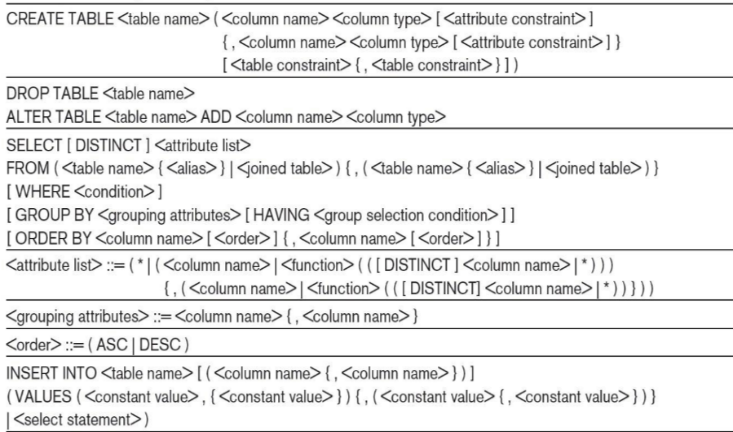 CREATE TABLE <table name> ( <column name> <column type> [ <attribute constraint> ]
{ , <column name> <column type> [ <attribute constraint> ] }
[ <table constraint> { , <table constraint> } ] )
DROP TABLE <table name>
ALTER TABLE <table name> ADD <column name> <column type>
SELECT [ DISTINCT ] <attribute list>
FROM ( <table name> { <alias> } | <joined table> ) { , ( <table name> { <alias> } | <joined table> ) }
[ WHERE <condition> ]
[ GROUP BY <grouping attributes> [ HAVING <group selection condition> ] ]
[ ORDER BY <column name> [ <order> ] { , <column name> [ <order> ] } ]
<attribute list> ::= ( * | ( <column name> | <function> ( ( [ DISTINCT ] <column name> | * ) ) )
{ , ( <column name> | <function> ( ( [ DISTINCT] <column name> | * ) ) } ) )
<grouping attributes> ::= <column name> { , <column name> }
<order> ::= ( ASC | DESC )
INSERT INTO <table name> [ ( <column name> { , <column name> } ) ]
( VALUES ( <constant value> , { <constant value> } ) { , ( <constant value> { , <constant value> } ) }
| <select statement> )